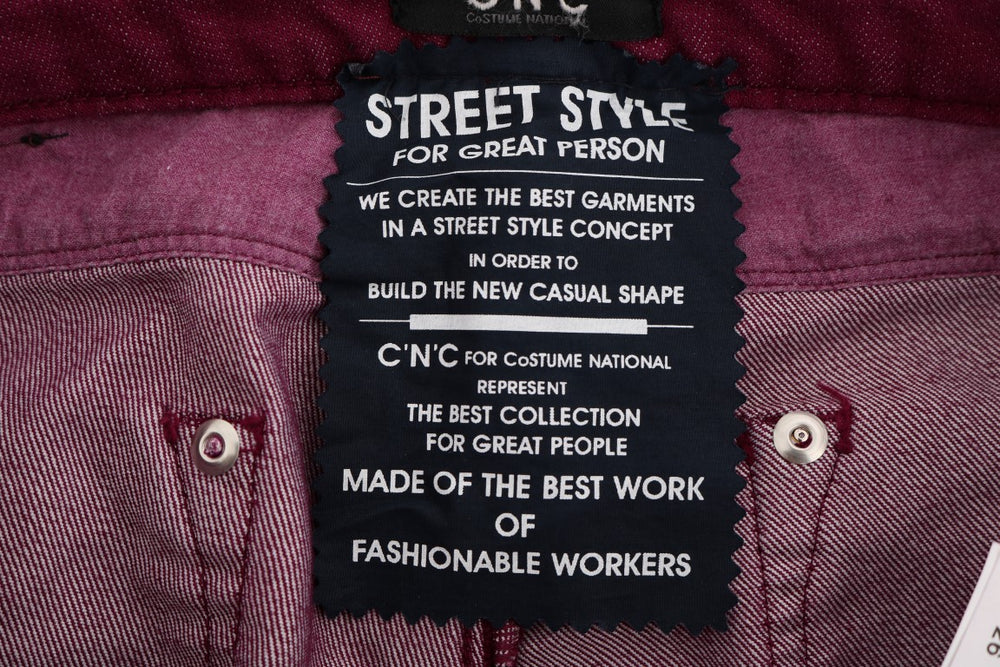 C'N'C
CoSTUME NATIONAL
STREET STYLE
FOR GREAT PERSON
WE CREATE THE BEST GARMENTS
IN A STREET STYLE CONCEPT
IN ORDER TO
BUILD THE NEW CASUAL SHAPE
C'N'C FOR CoSTUME NATIONAL
REPRESENT
THE BEST COLLECTION
FOR GREAT PEOPLE
MADE OF THE BEST WORK
OF
FASHIONABLE WORKERS